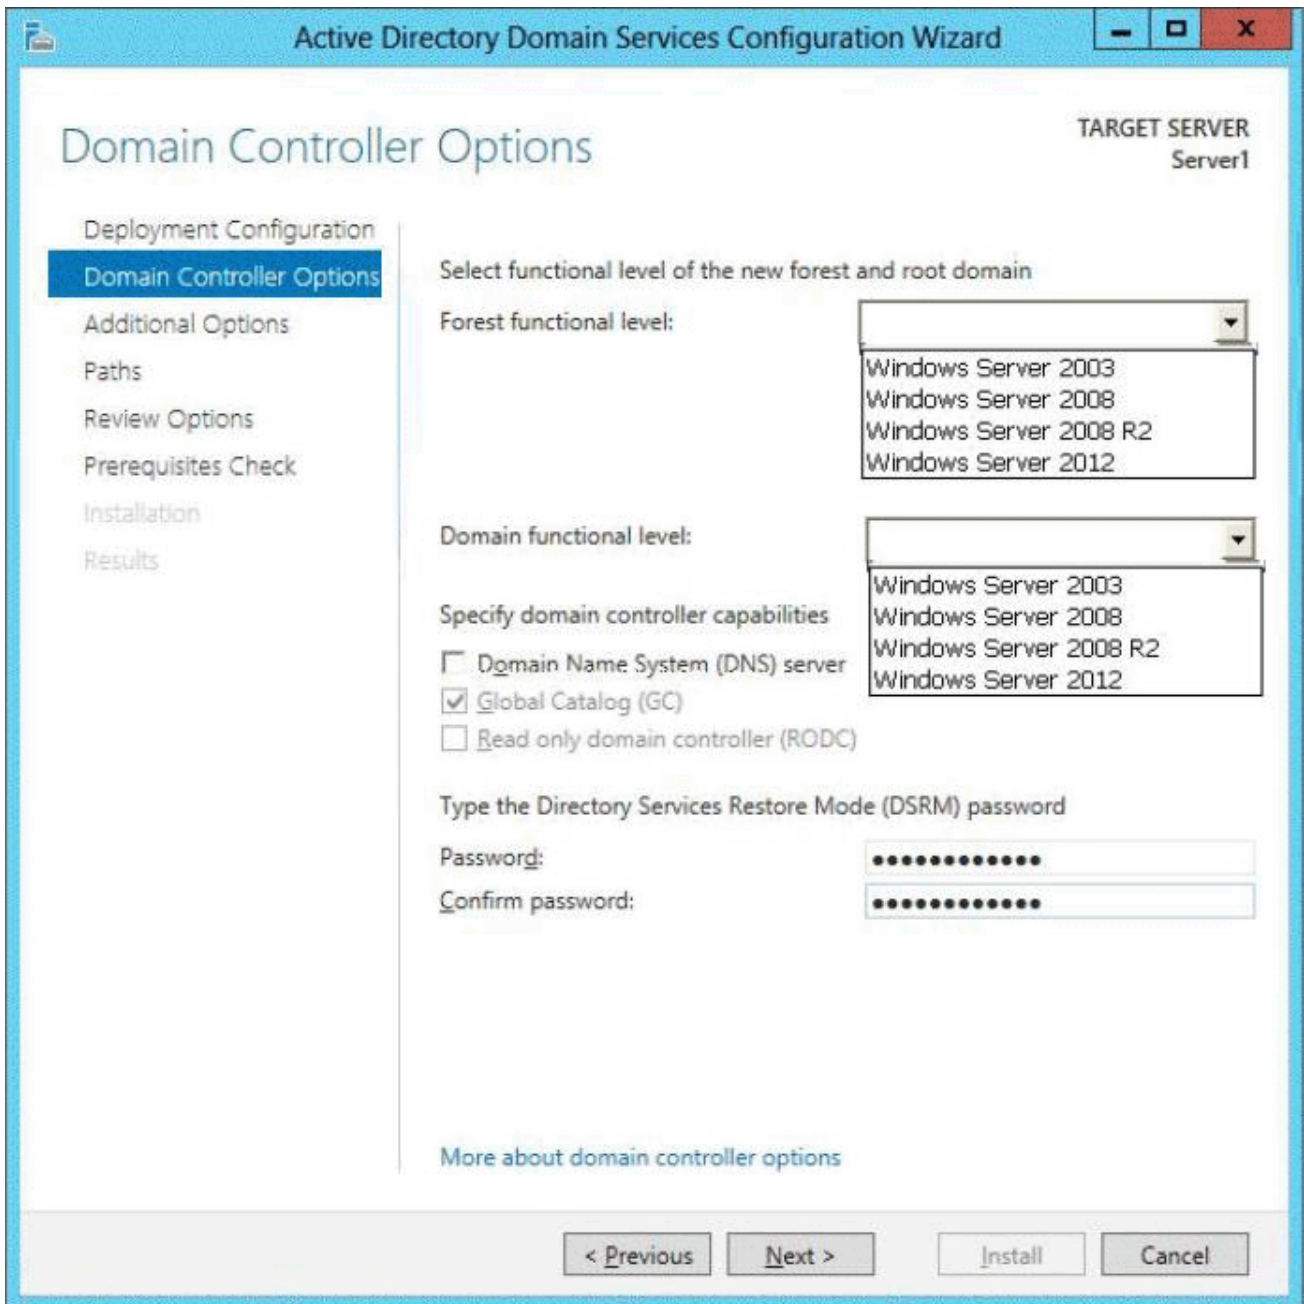 Active Directory Domain Services Configuration Wizard
Domain Controller Options
TARGET SERVER
Server1
Deployment Configuration
Domain Controller Options
Additional Options
Paths
Review Options
Prerequisites Check
Installation
Results
Select functional level of the new forest and root domain
Forest functional level:
Windows Server 2003
Windows Server 2008
Windows Server 2008 R2
Windows Server 2012
Domain functional level:
Windows Server 2003
Windows Server 2008
Windows Server 2008 R2
Windows Server 2012
Specify domain controller capabilities
Domain Name System (DNS) server
Global Catalog (GC)
Read only domain controller (RODC)
Type the Directory Services Restore Mode (DSRM) password
Password: ●●●●●●●●●●●●
Confirm password: ●●●●●●●●●●●●
More about domain controller options
< Previous Next > Install Cancel